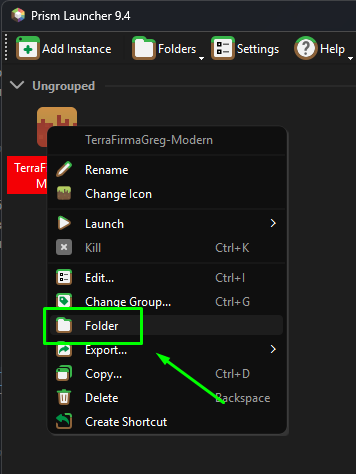 Prism Launcher 9.4
Add Instance Folders Settings Help
Ungrouped
TerraFirmaGreg-Modern
TerraF
M
Rename
Change Icon
Launch
Kill Ctrl+K
Edit... Ctrl+I
Change Group... Ctrl+G
Folder
Export...
Copy... Ctrl+D
Delete Backspace
Create Shortcut